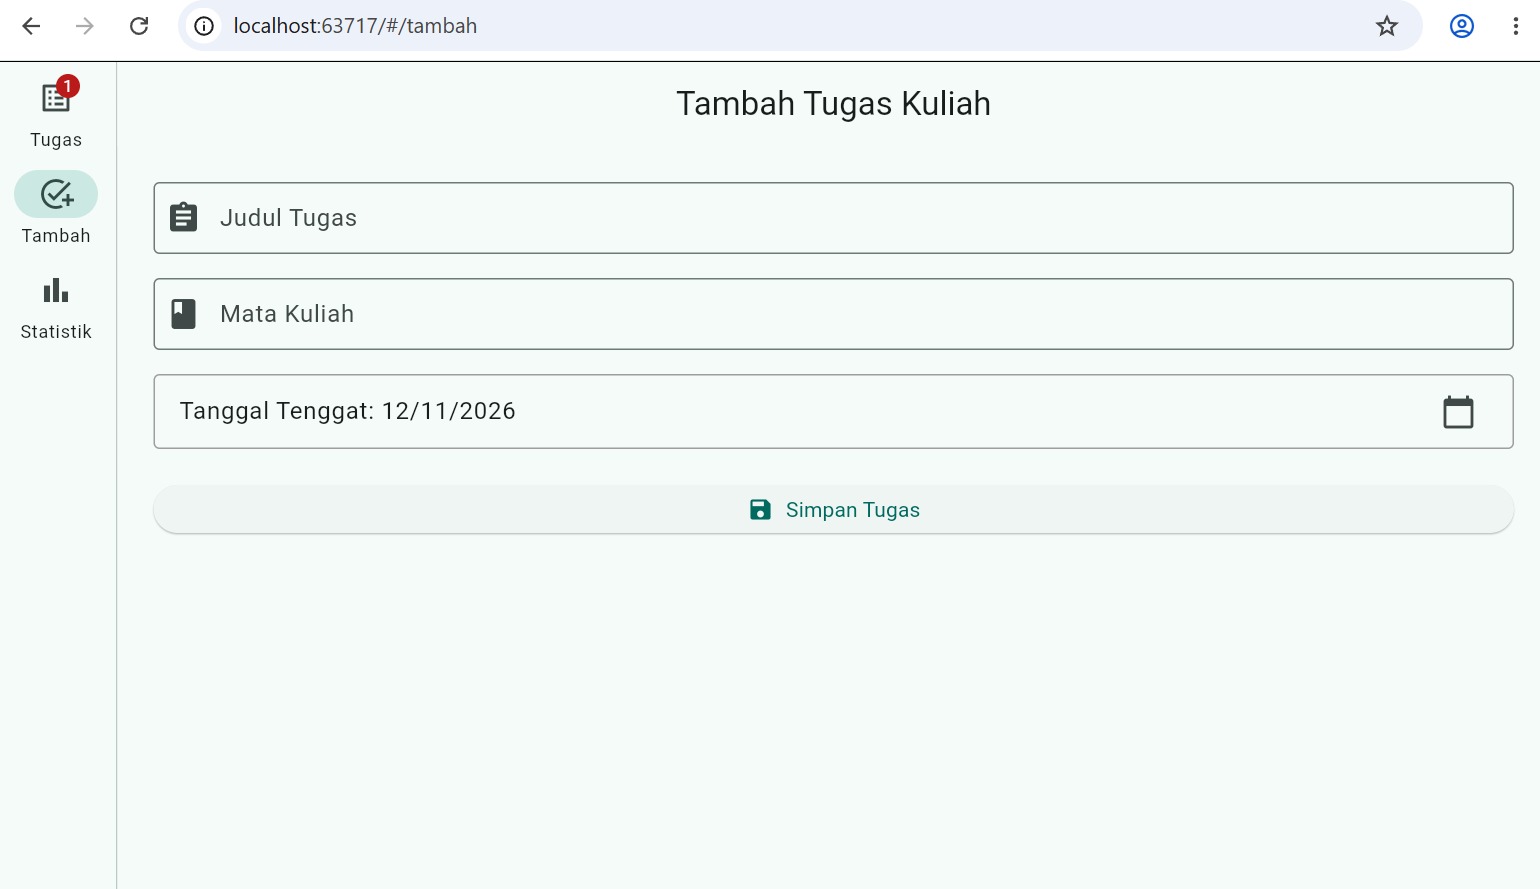 localhost:63717/#/tambah
1
Tugas
Tambah
Statistik
Tambah Tugas Kuliah
Judul Tugas
Mata Kuliah
Tanggal Tenggat: 12/11/2026
Simpan Tugas